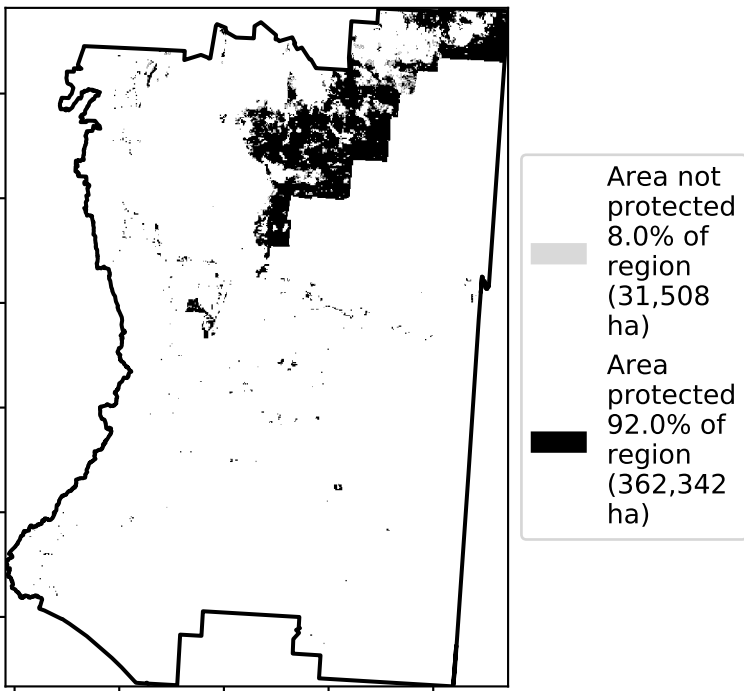 Area not
protected
8.0% of
region
(31,508
ha)
Area
protected
92.0% of
region
(362,342
ha)